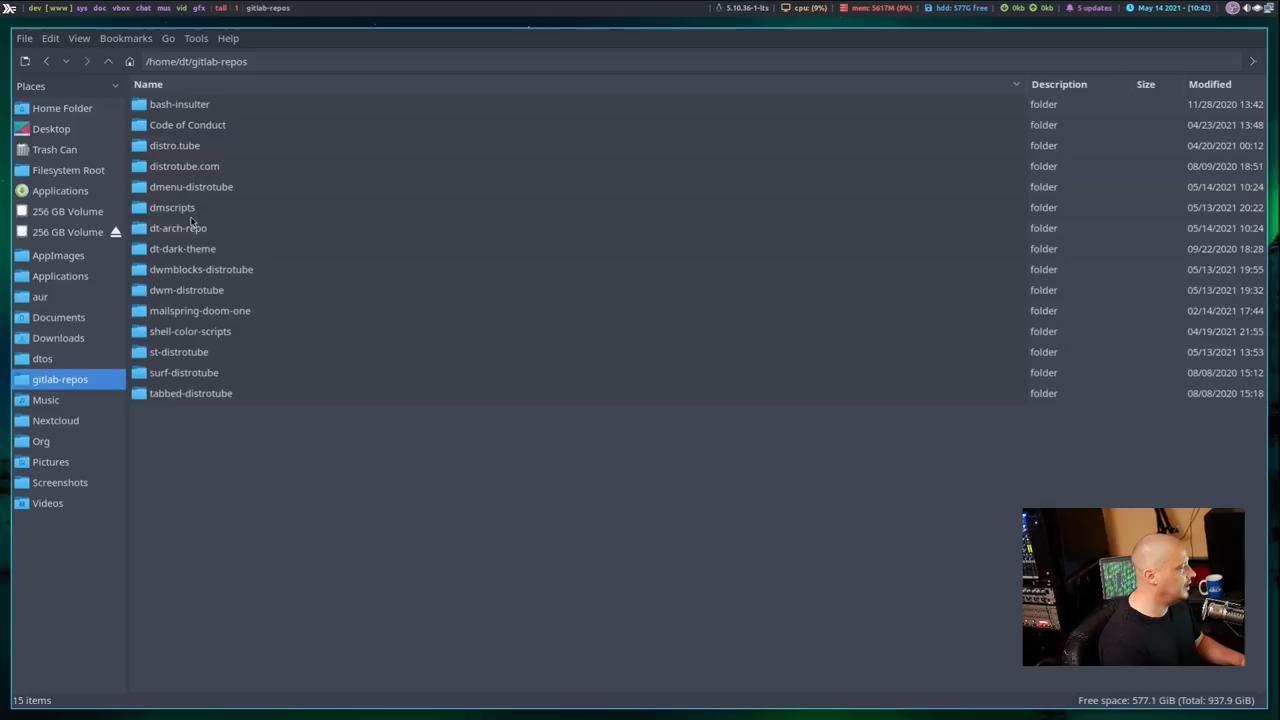 dev [ www ] sys doc vbox chat mus vid gfx | tall | 1 | gitlab-repos
5.10.36-1-lts | cpu: (9%) | mem: 5617M (9%) | hdd: 577G free | 0kb 0kb | 5 updates | May 14 2021 - (10:42)
File Edit View Bookmarks Go Tools Help
/home/dt/gitlab-repos
Places
Home Folder
Desktop
Trash Can
Filesystem Root
Applications
256 GB Volume
256 GB Volume
AppImages
Applications
aur
Documents
Downloads
dtos
gitlab-repos
Music
Nextcloud
Org
Pictures
Screenshots
Videos
Name Description Size Modified
bash-insulter folder 11/28/2020 13:42
Code of Conduct folder 04/23/2021 13:48
distro.tube folder 04/20/2021 00:12
distrotube.com folder 08/09/2020 18:51
dmenu-distrotube folder 05/14/2021 10:24
dmscripts folder 05/13/2021 20:22
dt-arch-repo folder 05/14/2021 10:24
dt-dark-theme folder 09/22/2020 18:28
dwmblocks-distrotube folder 05/13/2021 19:55
dwm-distrotube folder 05/13/2021 19:32
mailspring-doom-one folder 02/14/2021 17:44
shell-color-scripts folder 04/19/2021 21:55
st-distrotube folder 05/13/2021 13:53
surf-distrotube folder 08/08/2020 15:12
tabbed-distrotube folder 08/08/2020 15:18
15 items
Free space: 577.1 GiB (Total: 937.9 GiB)